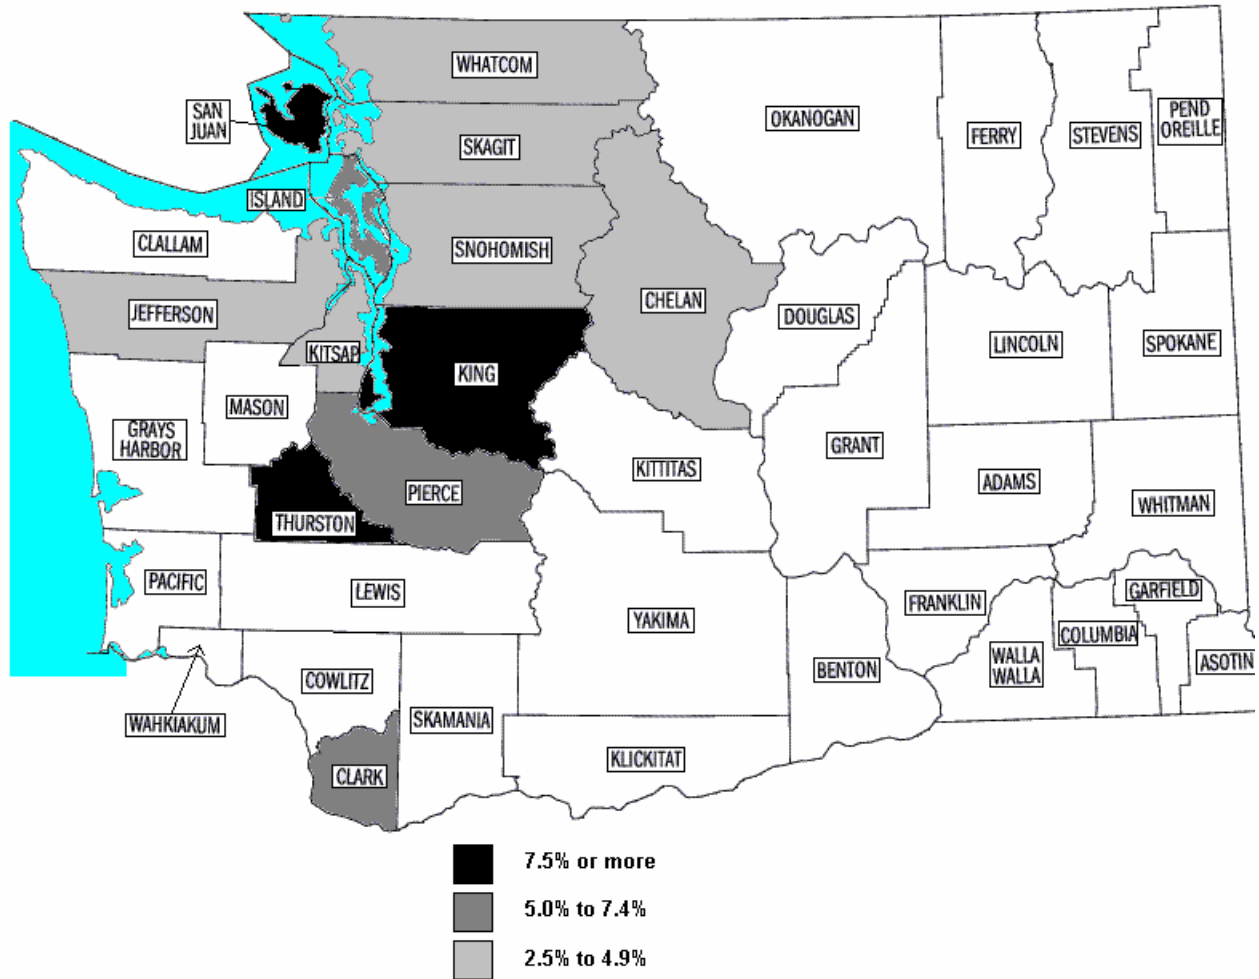 WHATCOM
SAN
JUAN
SKAGIT
OKANOGAN
FERRY
STEVENS
PEND
OREILLE
ISLAND
CLALLAM
SNOHOMISH
CHELAN
JEFFERSON
DOUGLAS
KITSAP
KING
LINCOLN
SPOKANE
MASON
GRAYS
HARBOR
KITTITAS
GRANT
ADAMS
PIERCE
WHITMAN
THURSTON
PACIFIC
LEWIS
YAKIMA
FRANKLIN
GARFIELD
COLUMBIA
WALLA
WALLA
ASOTIN
BENTON
COWLITZ
SKAMANIA
WAHKIAKUM
KLICKITAT
CLARK
7.5% or more
5.0% to 7.4%
2.5% to 4.9%